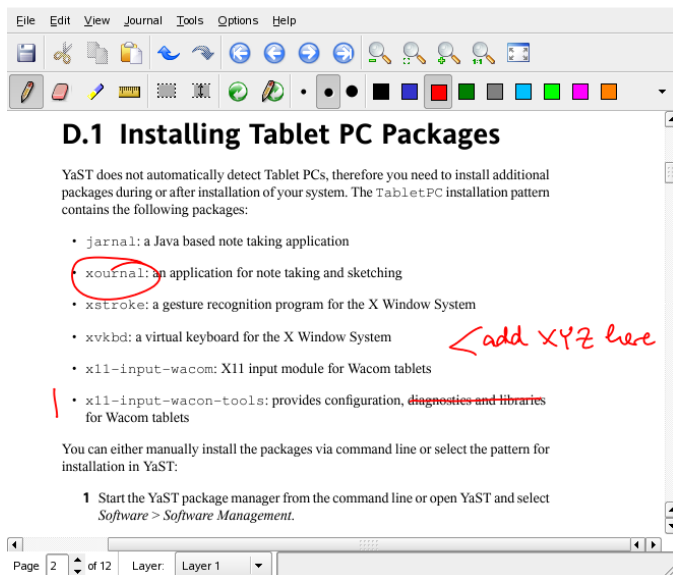 File Edit View Journal Tools Options Help
D.1 Installing Tablet PC Packages
YaST does not automatically detect Tablet PCs, therefore you need to install additional
packages during or after installation of your system. The TabletPC installation pattern
contains the following packages:
• jarnal: a Java based note taking application
• xournal: an application for note taking and sketching
• xstroke: a gesture recognition program for the X Window System
• xvkbd: a virtual keyboard for the X Window System
add XYZ here
• x11-input-wacom: X11 input module for Wacom tablets
• x11-input-wacon-tools: provides configuration, diagnostics and libraries
for Wacom tablets
You can either manually install the packages via command line or select the pattern for
installation in YaST:
1 Start the YaST package manager from the command line or open YaST and select
Software > Software Management.
Page 2 of 12 Layer: Layer 1